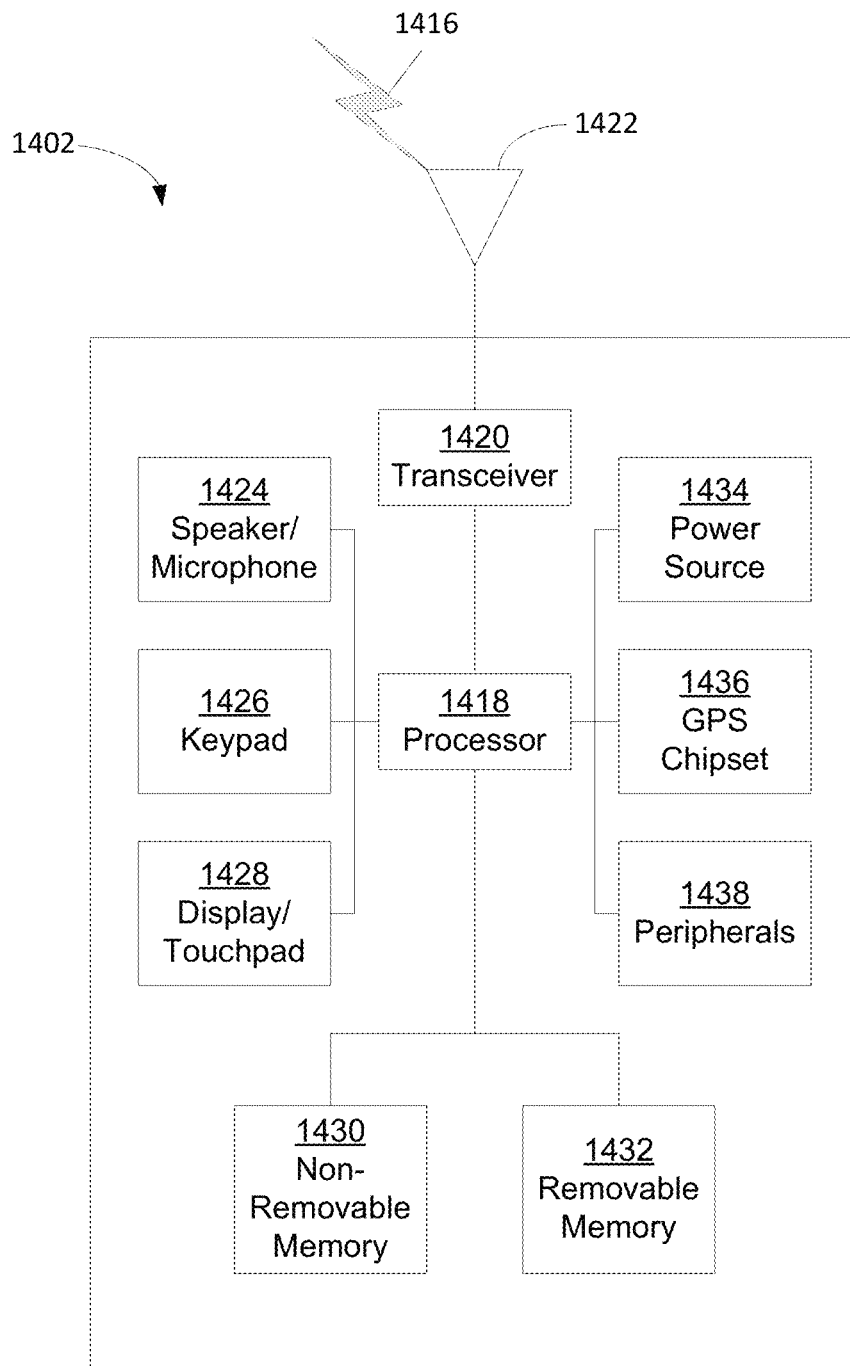 1416
1422
1402
1420
Transceiver
1424
Speaker/
Microphone
1434
Power
Source
1426
Keypad
1418
Processor
1436
GPS
Chipset
1428
Display/
Touchpad
1438
Peripherals
1430
Non-
Removable
Memory
1432
Removable
Memory